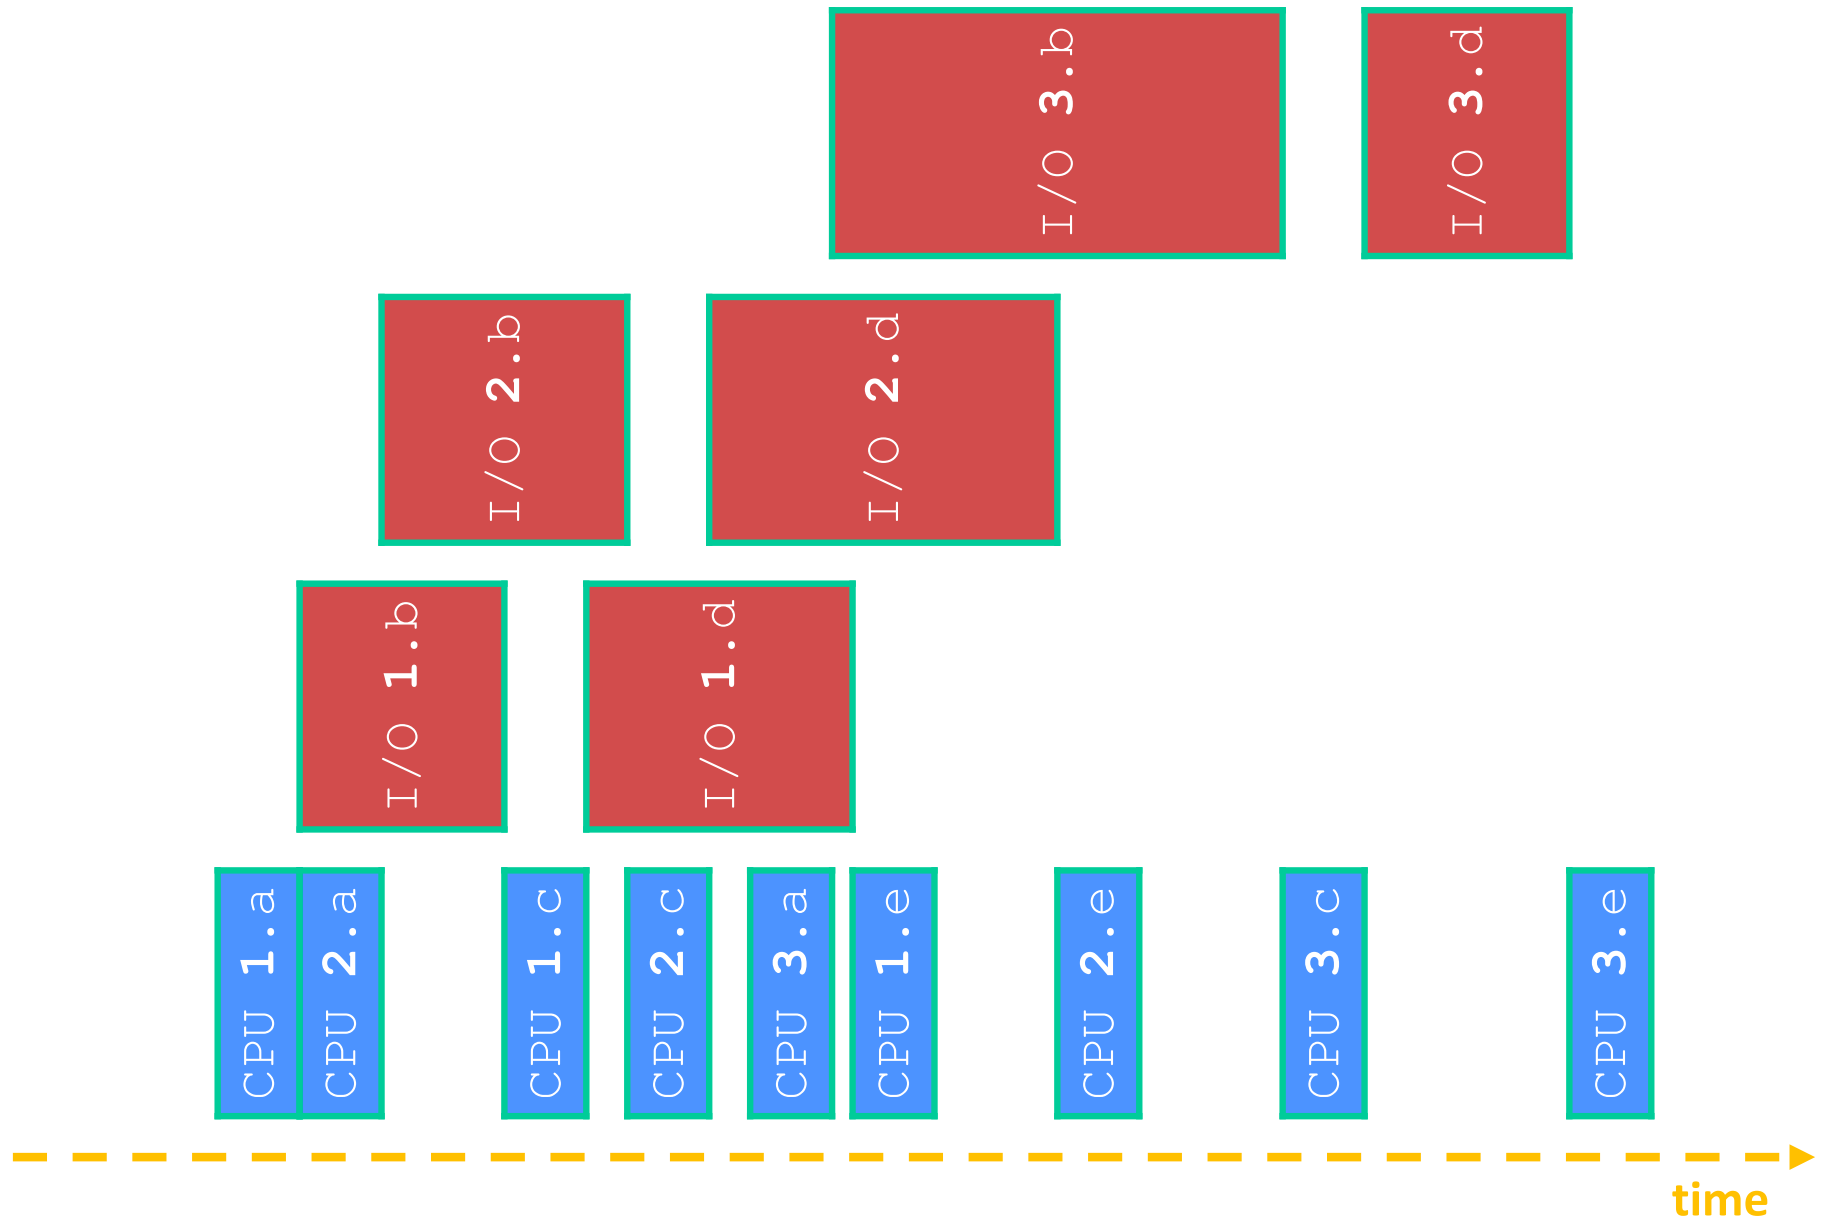 I/O 3.b
I/O 3.d
I/O 2.b
I/O 2.d
I/O 1.b
I/O 1.d
CPU 1.a
CPU 2.a
CPU 1.c
CPU 2.c
CPU 3.a
CPU 1.e
CPU 2.e
CPU 3.c
CPU 3.e
time